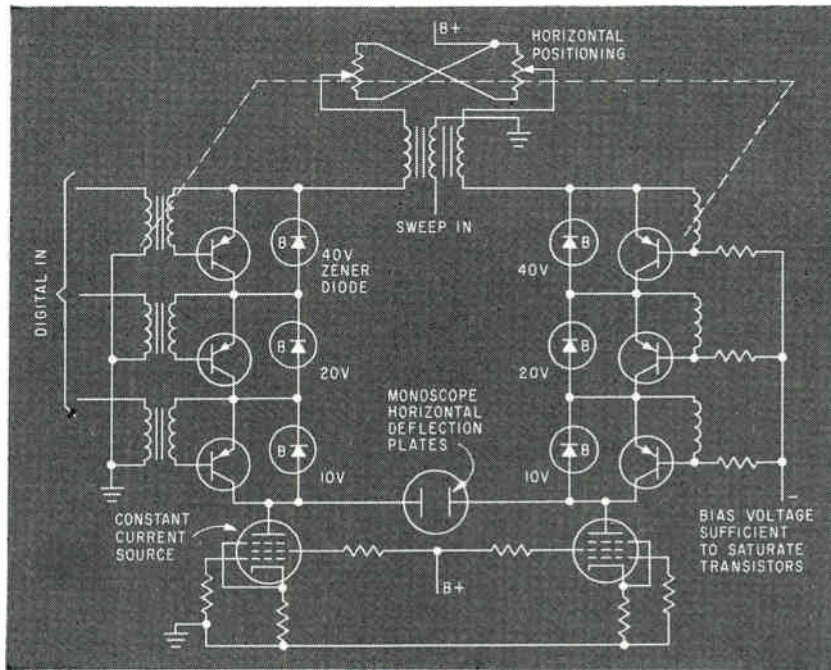 B+
HORIZONTAL
POSITIONING
SWEEP IN
DIGITAL IN
B
40V
ZENER
DIODE
B
40V
B
20V
B
20V
MONOSCOPE
HORIZONTAL
DEFLECTION
PLATES
B
10V
B
10V
CONSTANT
CURRENT
SOURCE
B+
–
BIAS VOLTAGE
SUFFICIENT
TO SATURATE
TRANSISTORS